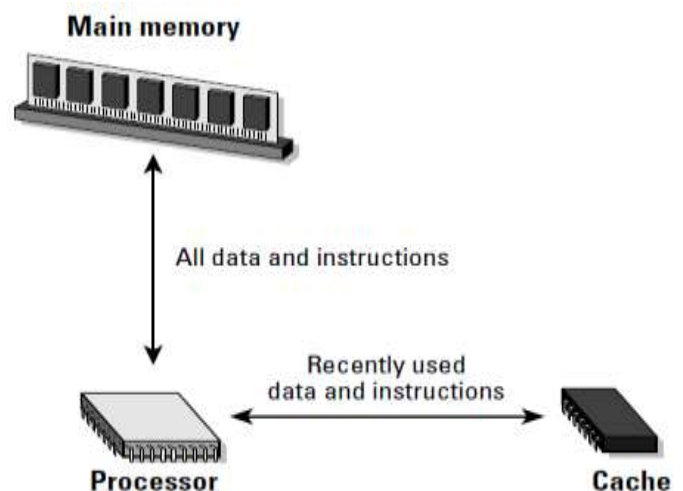 Main memory
All data and instructions
Recently used
data and instructions
Processor
Cache